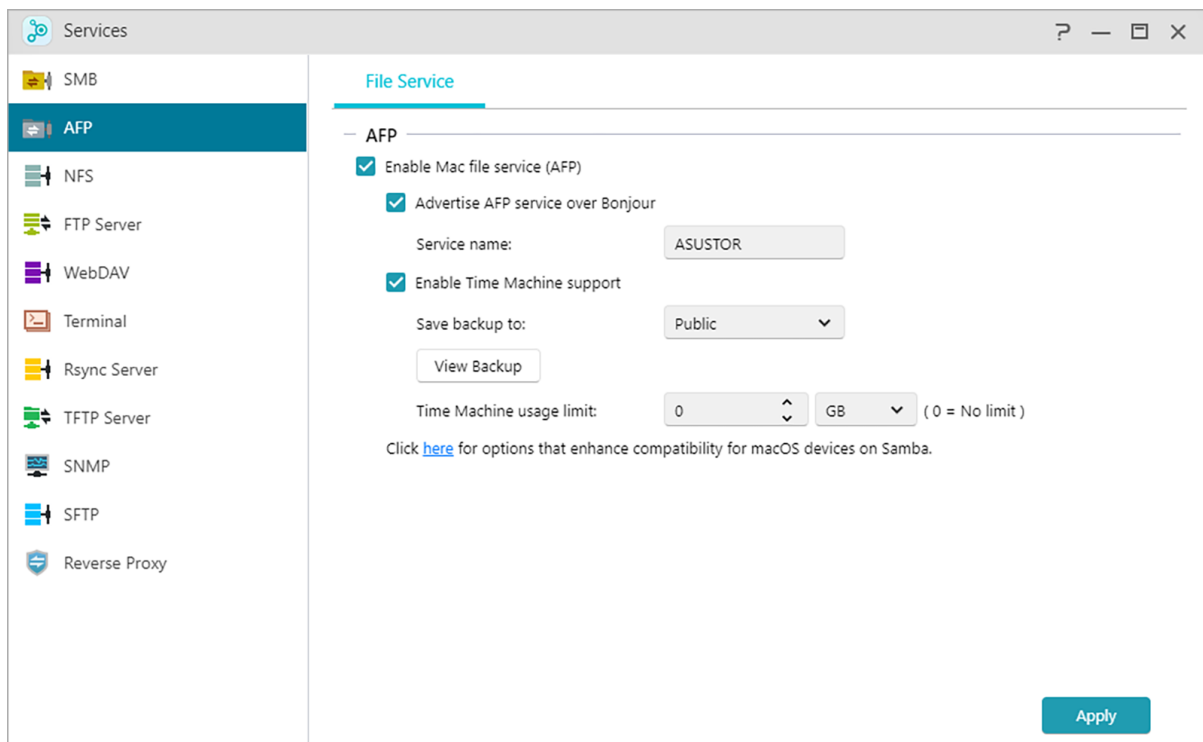 Services
SMB
AFP
NFS
FTP Server
WebDAV
Terminal
Rsync Server
TFTP Server
SNMP
SFTP
Reverse Proxy
File Service
AFP
Enable Mac file service (AFP)
Advertise AFP service over Bonjour
Service name: ASUSTOR
Enable Time Machine support
Save backup to: Public
View Backup
Time Machine usage limit: 0 GB ( 0 = No limit )
Click here for options that enhance compatibility for macOS devices on Samba.
Apply